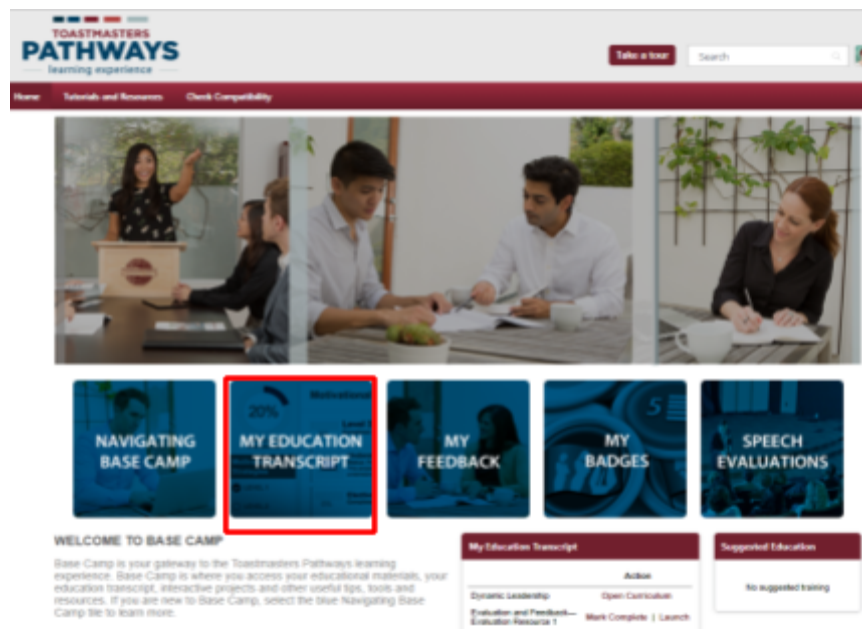 TOASTMASTERS
PATHWAYS
learning experience
Take a tour
Search
Home
Tutorials and Resources
Check Compatibility
20%
Motivational
NAVIGATING
BASE CAMP
MY EDUCATION
TRANSCRIPT
MY
FEEDBACK
MY
BADGES
SPEECH
EVALUATIONS
WELCOME TO BASE CAMP
Base Camp is your gateway to the Toastmasters Pathways learning
experience. Base Camp is where you access your educational materials, your
education transcript, interactive projects and other useful tips, tools and
resources. If you are new to Base Camp, select the blue Navigating Base
Camp tile to learn more.
My Education Transcript
Action
Dynamic Leadership
Open Curriculum
Evaluation and Feedback—
Evaluation Resource 1
Mark Complete | Launch
Suggested Education
No suggested training